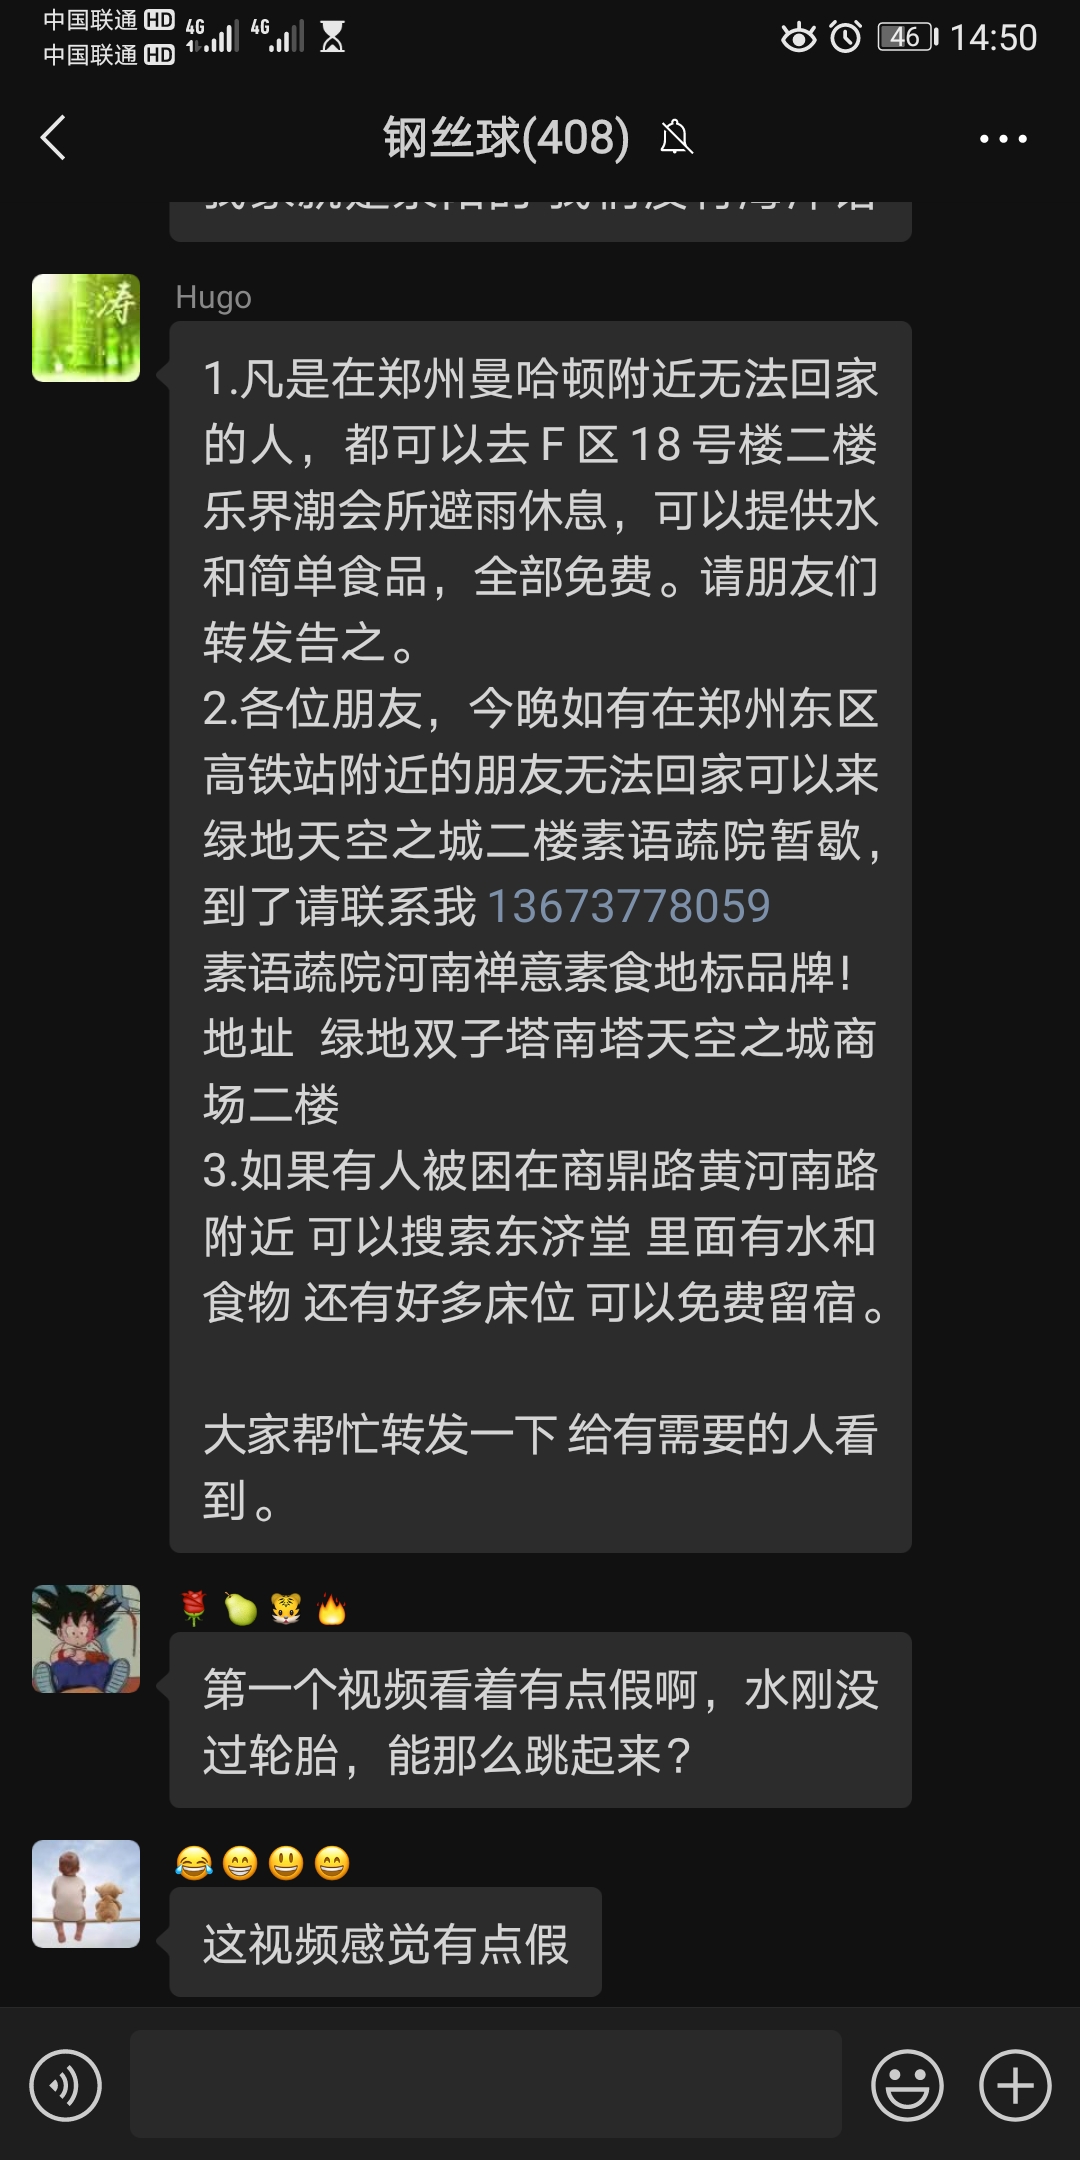 中国联通 HD 4G 4G 46 14:50
中国联通 HD
钢丝球(408)
Hugo
1.凡是在郑州曼哈顿附近无法回家
的人，都可以去 F 区 18 号楼二楼
乐界潮会所避雨休息，可以提供水
和简单食品，全部免费。请朋友们
转发告之。
2.各位朋友，今晚如有在郑州东区
高铁站附近的朋友无法回家可以来
绿地天空之城二楼素语蔬院暂歇，
到了请联系我 13673778059
素语蔬院河南禅意素食地标品牌！
地址 绿地双子塔南塔天空之城商
场二楼
3.如果有人被困在商鼎路黄河南路
附近 可以搜索东济堂 里面有水和
食物 还有好多床位 可以免费留宿。
大家帮忙转发一下 给有需要的人看
到。
🌹🍐🐯🔥
第一个视频看着有点假啊，水刚没
过轮胎，能那么跳起来？
😂😁😃😄
这视频感觉有点假